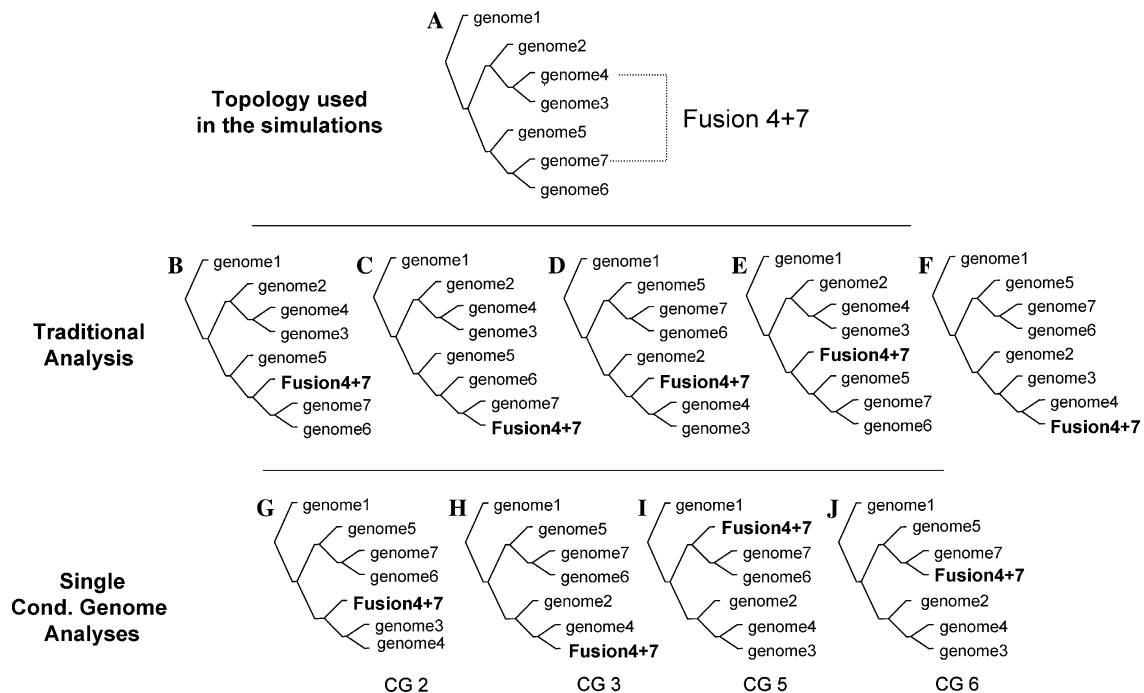 A
genome1
genome2
genome4
genome3
genome5
genome7
genome6
Topology used
in the simulations
Fusion 4+7
Traditional
Analysis
B
genome1
genome2
genome4
genome3
genome5
Fusion4+7
genome7
genome6
C
genome1
genome2
genome4
genome3
genome5
genome6
genome7
Fusion4+7
D
genome1
genome5
genome7
genome6
genome2
Fusion4+7
genome4
genome3
E
genome1
genome2
genome4
genome3
Fusion4+7
genome5
genome7
genome6
F
genome1
genome5
genome7
genome6
genome2
genome3
genome4
Fusion4+7
Single
Cond. Genome
Analyses
G
genome1
genome5
genome7
genome6
Fusion4+7
genome3
genome4
CG 2
H
genome1
genome5
genome7
genome6
genome2
genome4
Fusion4+7
CG 3
I
genome1
Fusion4+7
genome7
genome6
genome2
genome4
genome3
CG 5
J
genome1
genome5
genome7
Fusion4+7
genome2
genome4
genome3
CG 6